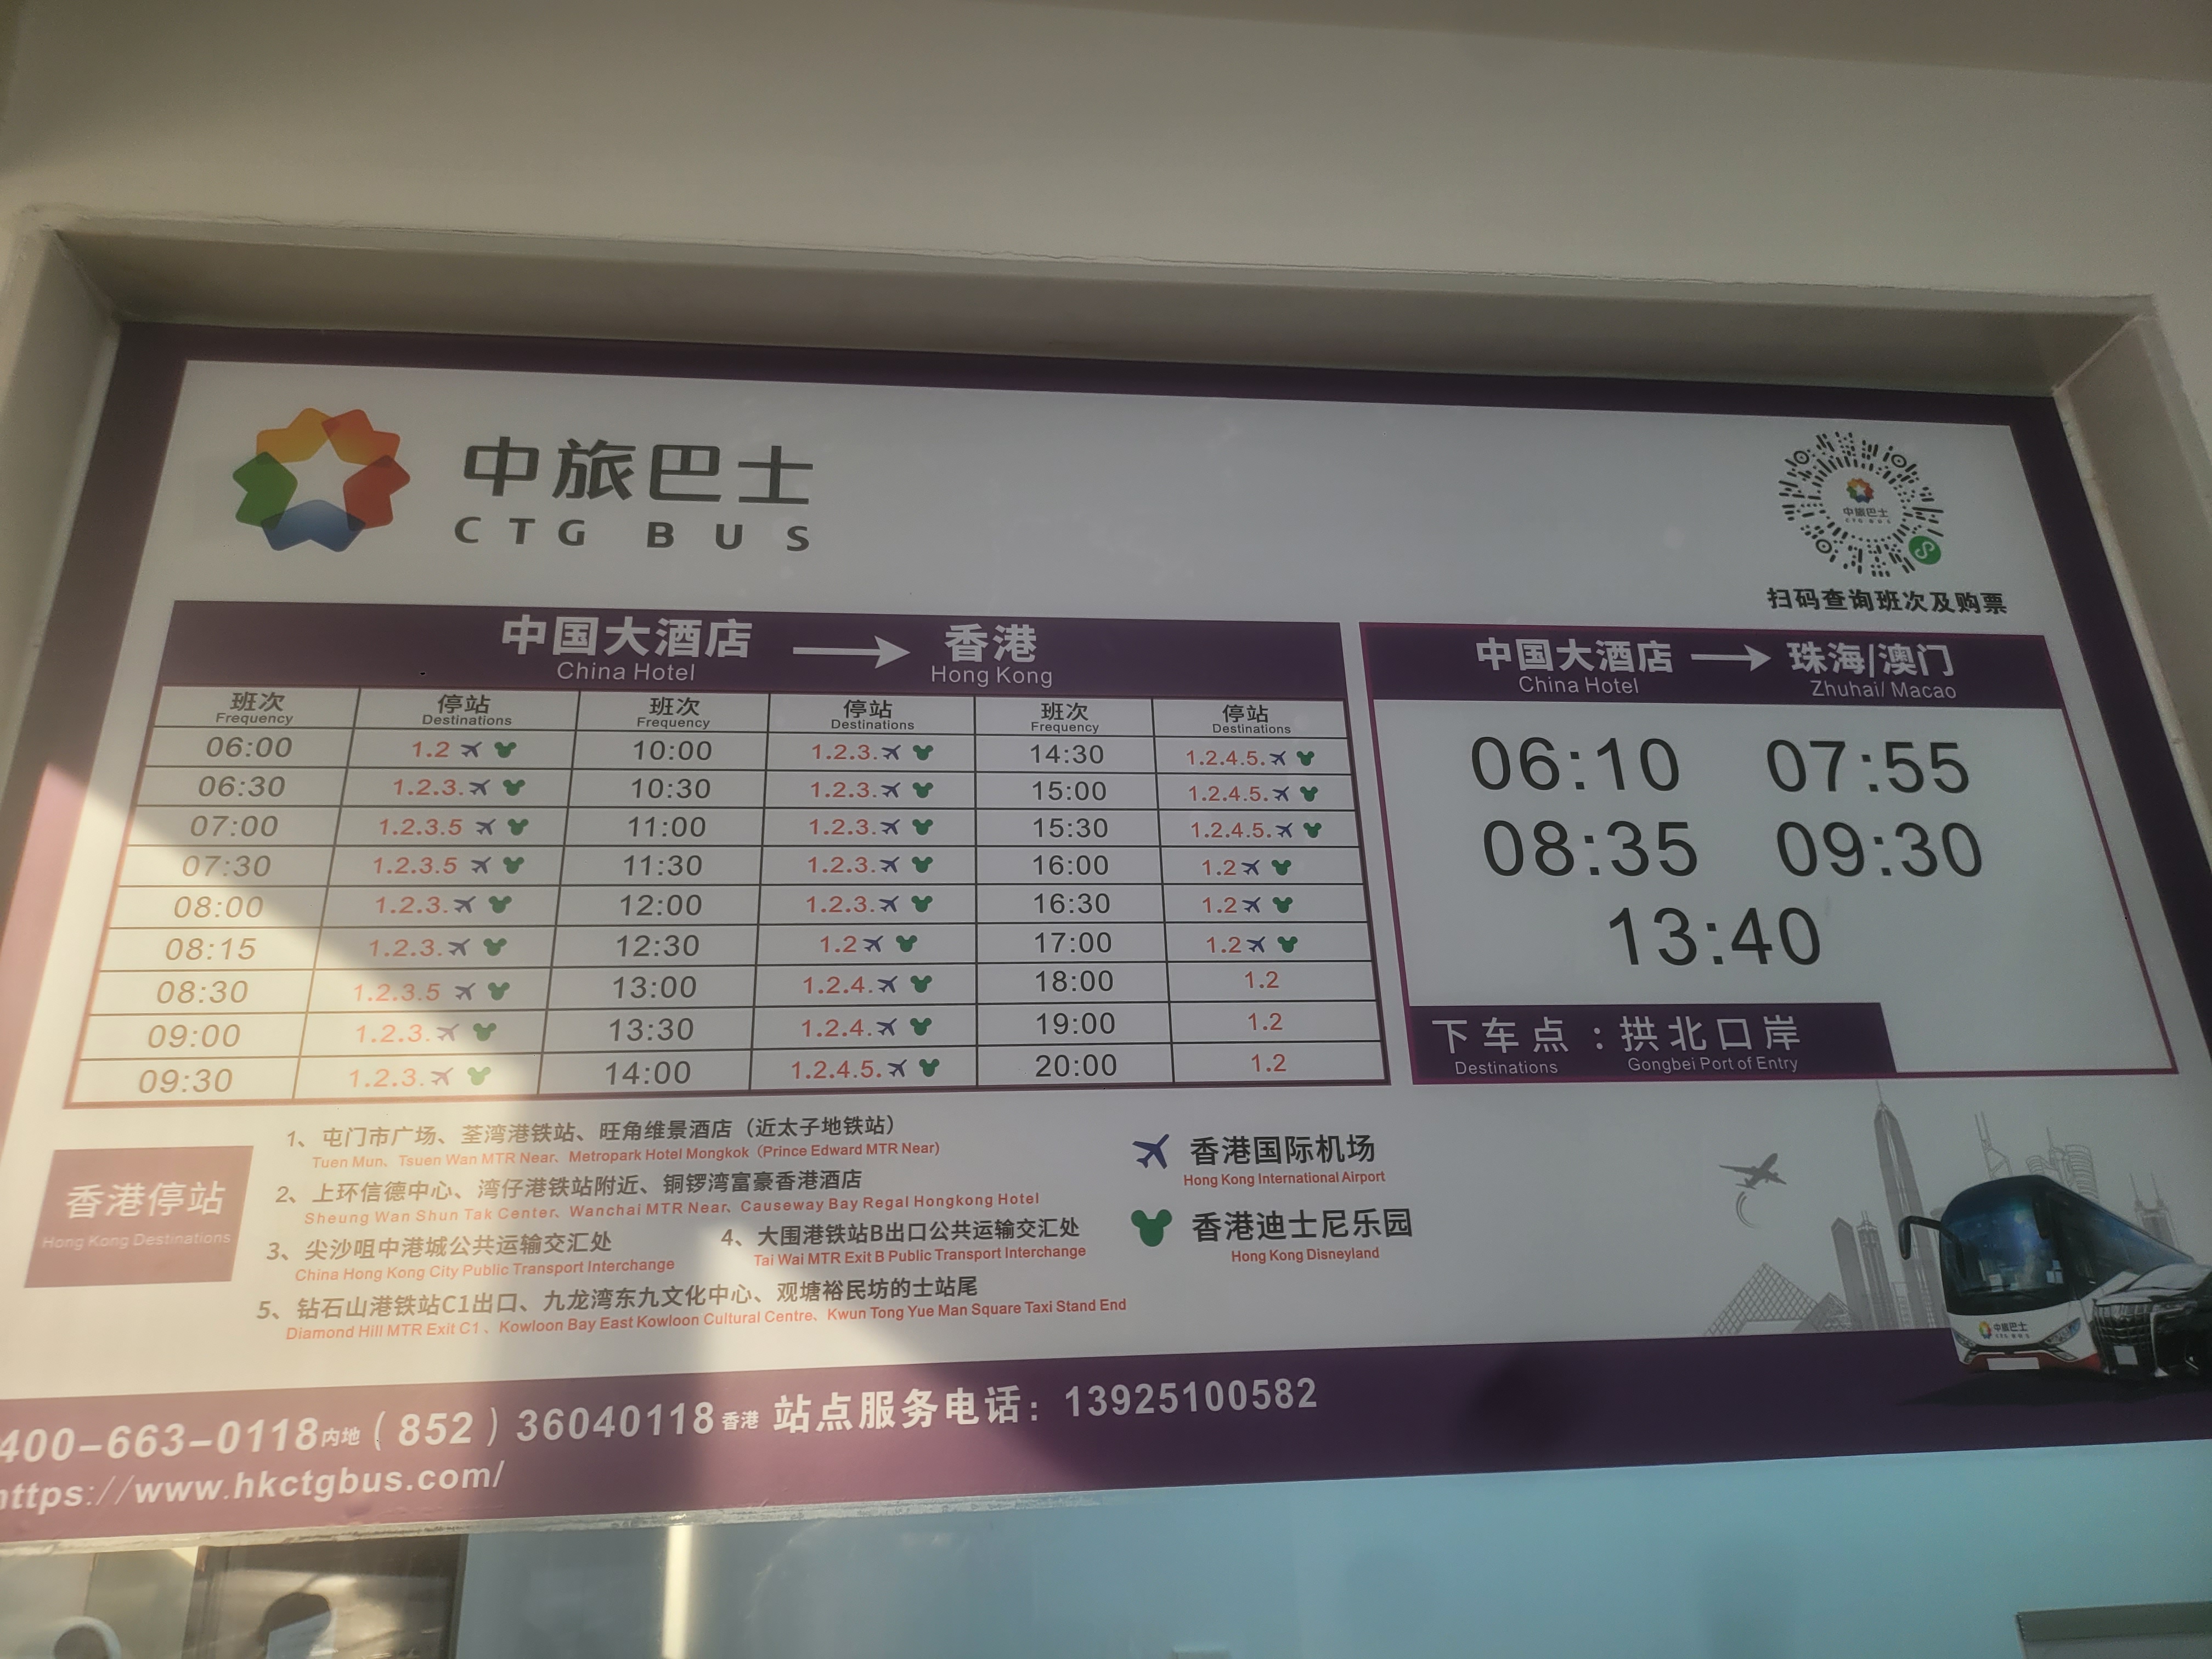 中旅巴士
CTG BUS
中旅巴士
CTG BUS
扫码查询班次及购票
中国大酒店 香港
China Hotel Hong Kong
班次 停站 班次 停站 班次 停站
Frequency Destinations Frequency Destinations Frequency Destinations
06:00 1.2 10:00 1.2.3. 14:30 1.2.4.5.
06:30 1.2.3. 10:30 1.2.3. 15:00 1.2.4.5.
07:00 1.2.3.5 11:00 1.2.3. 15:30 1.2.4.5.
07:30 1.2.3.5 11:30 1.2.3. 16:00 1.2
08:00 1.2.3. 12:00 1.2.3. 16:30 1.2
08:15 1.2.3. 12:30 1.2 17:00 1.2
08:30 1.2.3.5 13:00 1.2.4. 18:00 1.2
09:00 1.2.3. 13:30 1.2.4. 19:00 1.2
09:30 1.2.3. 14:00 1.2.4.5. 20:00 1.2
中国大酒店 珠海/澳门
China Hotel Zhuhai/ Macao
06:10 07:55
08:35 09:30
13:40
下车点：拱北口岸
Destinations Gongbei Port of Entry
香港停站
Hong Kong Destinations
1、屯门市广场、荃湾港铁站、旺角维景酒店（近太子地铁站）
Tuen Mun、Tsuen Wan MTR Near、Metropark Hotel Mongkok（Prince Edward MTR Near)
2、上环信德中心、湾仔港铁站附近、铜锣湾富豪香港酒店
Sheung Wan Shun Tak Center、Wanchai MTR Near、Causeway Bay Regal Hongkong Hotel
3、尖沙咀中港城公共运输交汇处 4、大围港铁站B出口公共运输交汇处
China Hong Kong City Public Transport Interchange Tai Wai MTR Exit B Public Transport Interchange
5、钻石山港铁站C1出口、九龙湾东九文化中心、观塘裕民坊的士站尾
Diamond Hill MTR Exit C1、Kowloon Bay East Kowloon Cultural Centre、Kwun Tong Yue Man Square Taxi Stand End
香港国际机场
Hong Kong International Airport
香港迪士尼乐园
Hong Kong Disneyland
中旅巴士
CTG BUS
400-663-0118内地（852）36040118香港 站点服务电话：13925100582
https://www.hkctgbus.com/